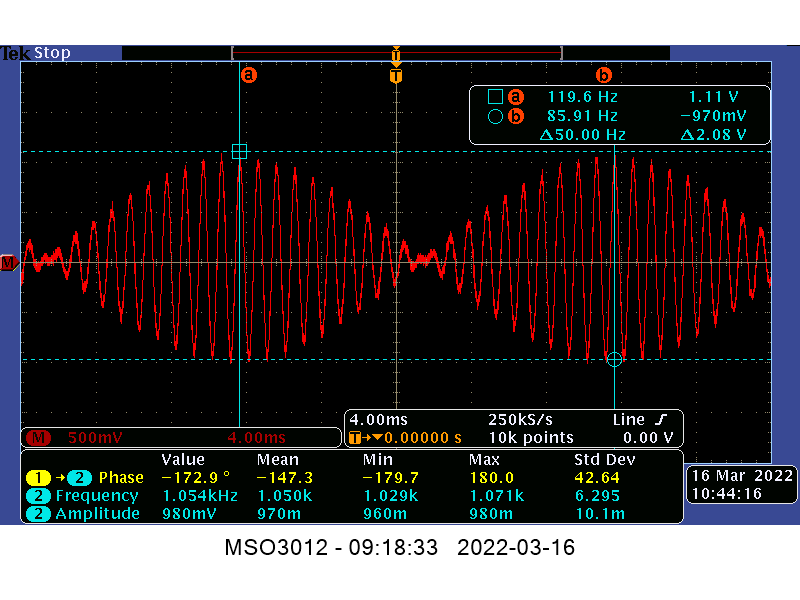 Tek Stop
T
a b
T
a 119.6 Hz 1.11 V
b 85.91 Hz −970mV
Δ50.00 Hz Δ2.08 V
M
4.00ms 250kS/s Line
M 500mV 4.00ms T→▼0.00000 s 10k points 0.00 V
Value Mean Min Max Std Dev
1 →2 Phase −172.9 ° −147.3 −179.7 180.0 42.64
2 Frequency 1.054kHz 1.050k 1.029k 1.071k 6.295
2 Amplitude 980mV 970m 960m 980m 10.1m
16 Mar 2022
10:44:16
MSO3012 - 09:18:33 2022-03-16